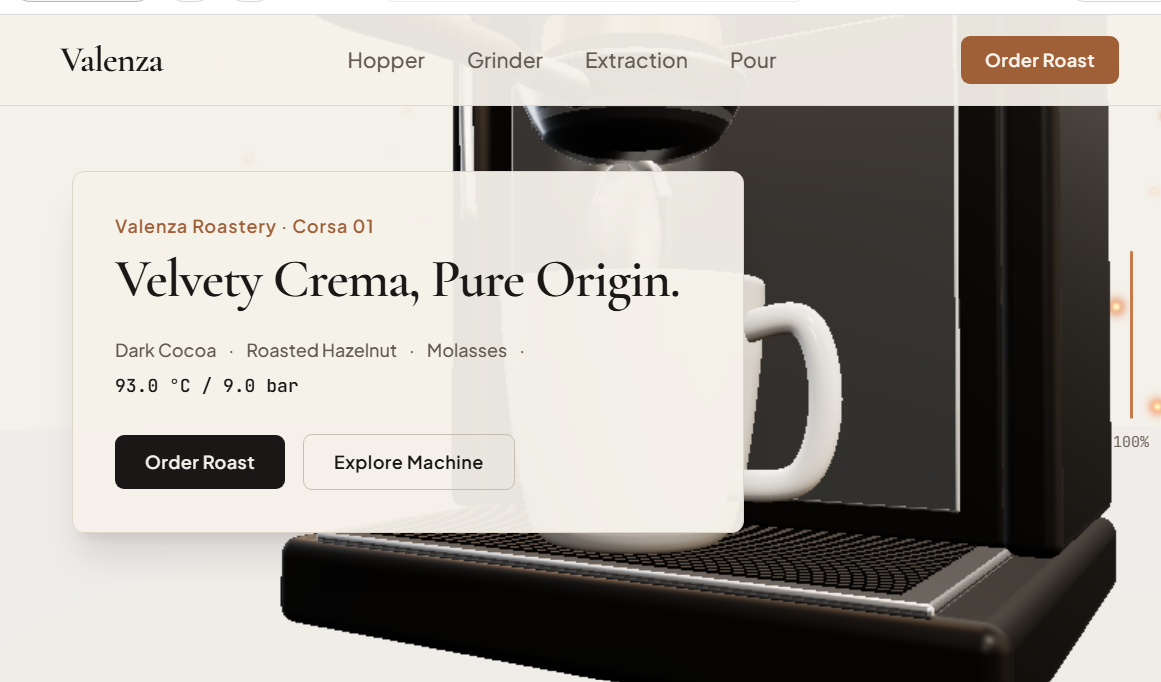 Valenza
Hopper Grinder Extraction Pour
Order Roast
Valenza Roastery · Corsa 01
Velvety Crema, Pure Origin.
Dark Cocoa · Roasted Hazelnut · Molasses ·
93.0 °C / 9.0 bar
Order Roast
Explore Machine
100%